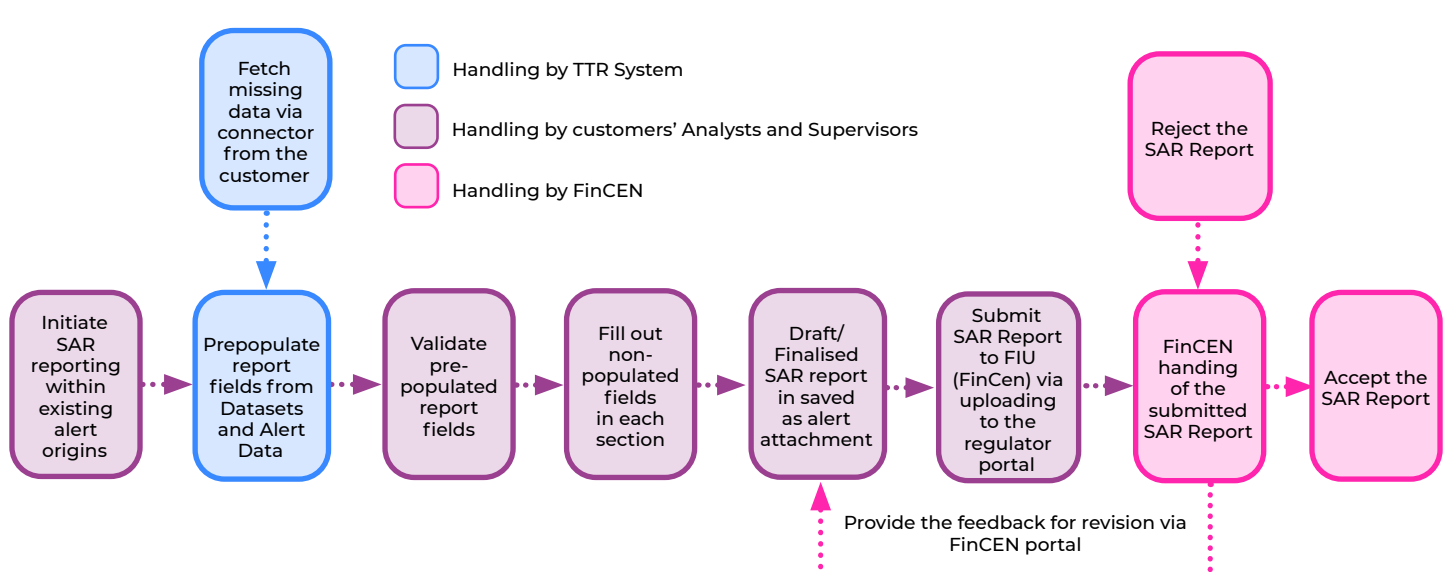 Fetch
missing
data via
connector
from the
customer
Handling by TTR System
Handling by customers’ Analysts and Supervisors
Handling by FinCEN
Reject the
SAR Report
Initiate
SAR
reporting
within
existing
alert
origins
Prepopulate
report
fields from
Datasets
and Alert
Data
Validate
pre-
populated
report
fields
Fill out
non-
populated
fields
in each
section
Draft/
Finalised
SAR report
in saved
as alert
attachment
Submit
SAR Report
to FIU
(FinCen) via
uploading
to the
regulator
portal
FinCEN
handing
of the
submitted
SAR Report
Accept the
SAR Report
Provide the feedback for revision via
FinCEN portal